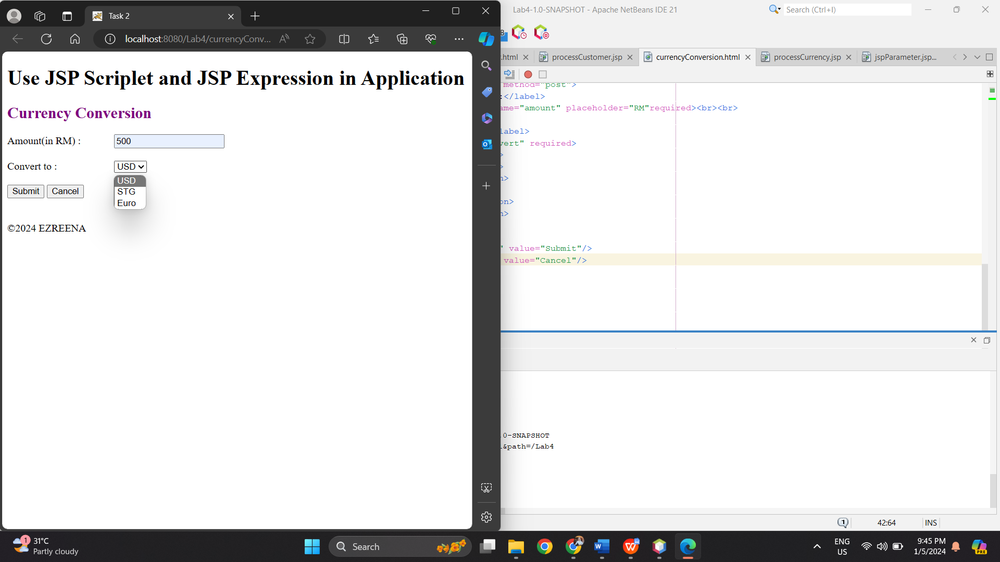 Task 2
localhost:8080/Lab4/currencyConv...
Use JSP Scriplet and JSP Expression in Application
Currency Conversion
Amount(in RM) :
500
Convert to :
USD
USD
STG
Euro
Submit
Cancel
©2024 EZREENA
Lab4-1.0-SNAPSHOT - Apache NetBeans IDE 21
Search (Ctrl+I)
.html
processCustomer.jsp
currencyConversion.html
processCurrency.jsp
jspParameter.jsp...
method="post">
:</label>
ame="amount" placeholder="RM"required><br><br>
label>
vert" required>
>
>
n>
on>
n>
" value="Submit"/>
value="Cancel"/>
.0-SNAPSHOT
&path=/Lab4
1
42:64
INS
1
31°C
Partly cloudy
Search
ENG
US
9:45 PM
1/5/2024
PRE